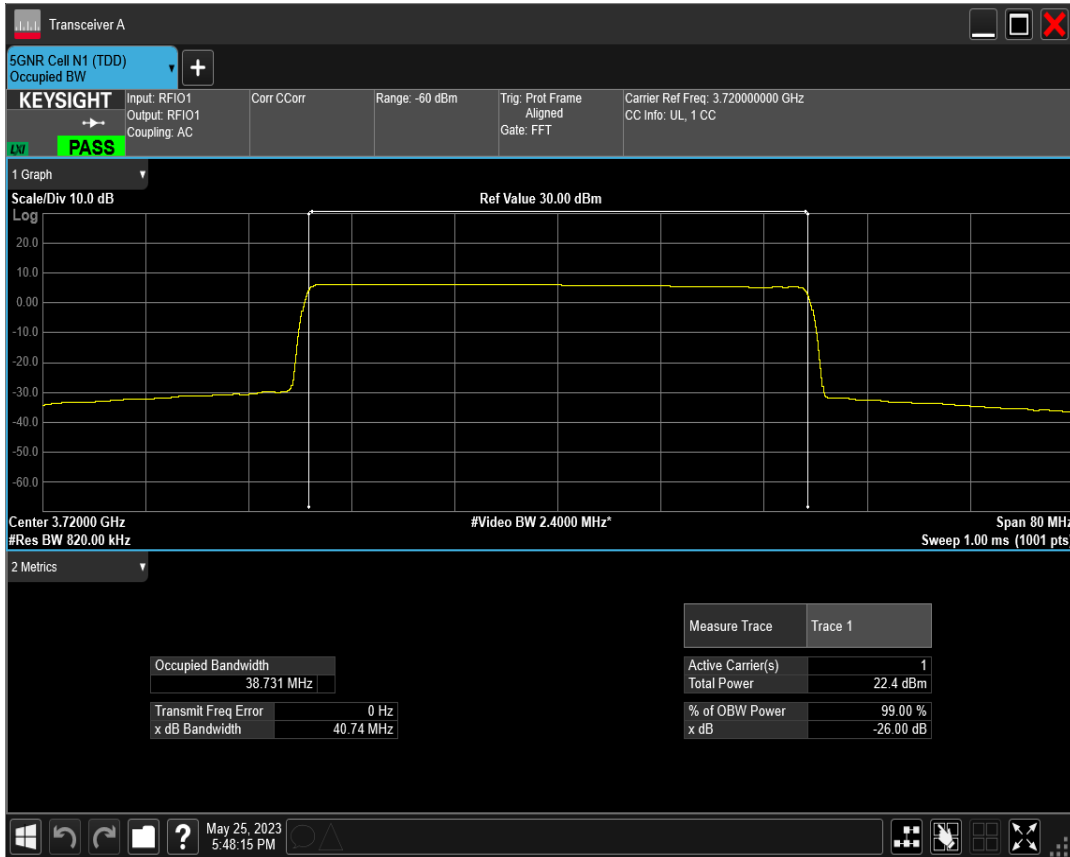 Transceiver A
5GNR Cell N1 (TDD)
Occupied BW
+
KEYSIGHT
LXI
PASS
Input: RFIO1
Output: RFIO1
Coupling: AC
Corr CCorr
Range: -60 dBm
Trig: Prot Frame
Aligned
Gate: FFT
Carrier Ref Freq: 3.720000000 GHz
CC Info: UL, 1 CC
1 Graph
Scale/Div 10.0 dB
Ref Value 30.00 dBm
Log
20.0
10.0
0.00
-10.0
-20.0
-30.0
-40.0
-50.0
-60.0
Center 3.72000 GHz
#Video BW 2.4000 MHz*
Span 80 MHz
#Res BW 820.00 kHz
Sweep 1.00 ms (1001 pts)
2 Metrics
Measure Trace Trace 1
Occupied Bandwidth
38.731 MHz
Active Carrier(s) 1
Total Power 22.4 dBm
Transmit Freq Error 0 Hz
x dB Bandwidth 40.74 MHz
% of OBW Power 99.00 %
x dB -26.00 dB
?
May 25, 2023
5:48:15 PM